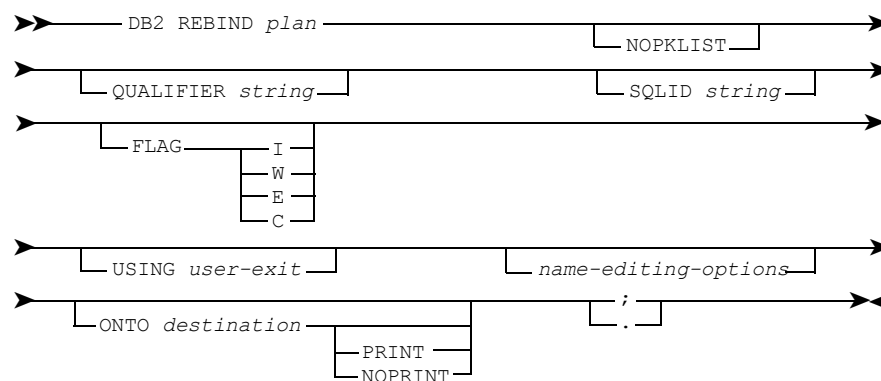 DB2 REBIND plan
NOPKLIST
QUALIFIER string
SQLID string
FLAG I
W
E
C
USING user-exit
name-editing-options
ONTO destination
;
.
PRINT
NOPRINT